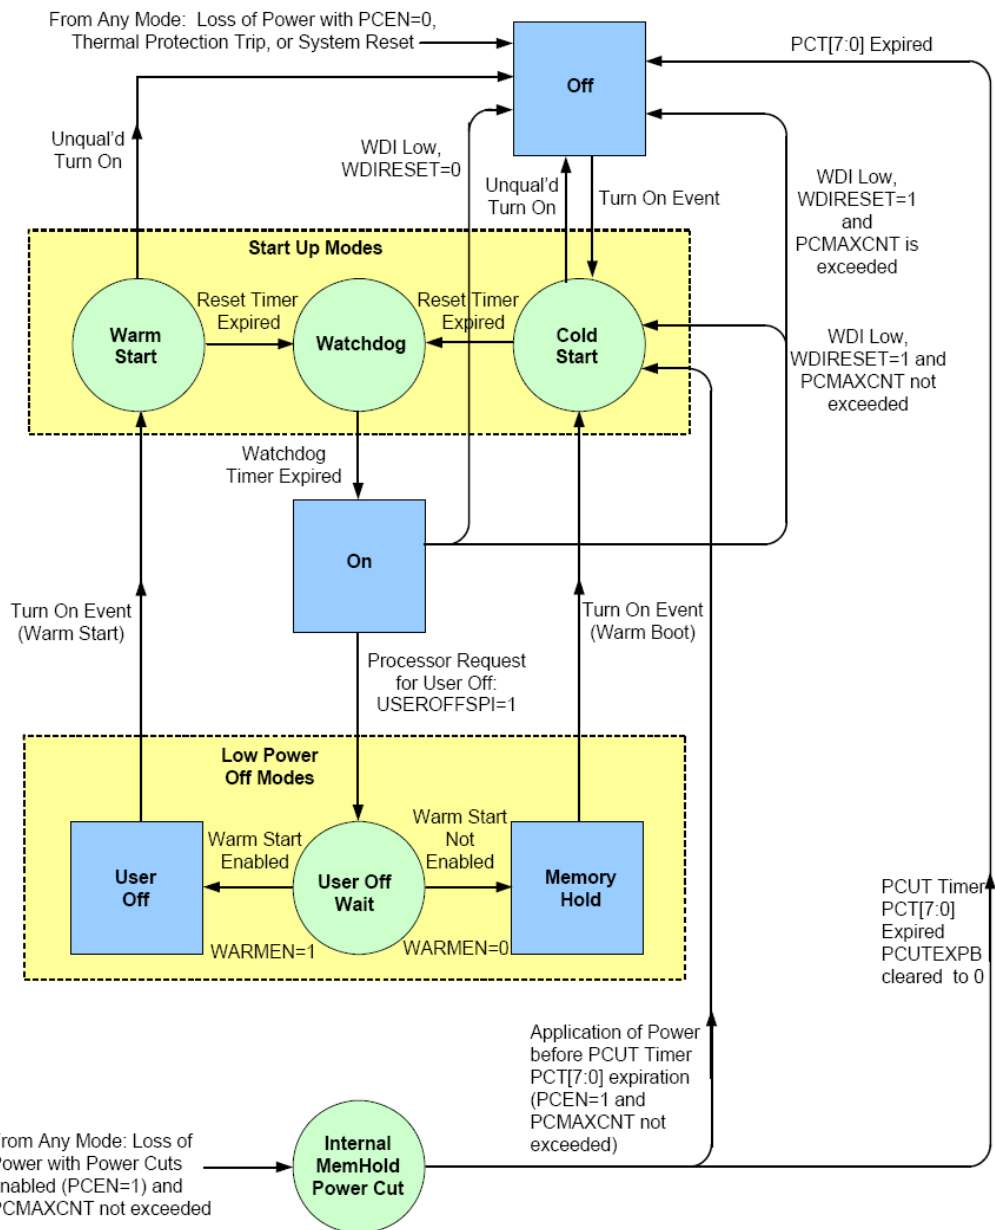 From Any Mode: Loss of Power with PCEN=0,
Thermal Protection Trip, or System Reset
Off
PCT[7:0] Expired
Unqual'd
Turn On
WDI Low,
WDIRESET=0
Unqual'd
Turn On
Turn On Event
WDI Low,
WDIRESET=1
and
PCMAXCNT is
exceeded
Start Up Modes
Warm
Start
Reset Timer
Expired
Watchdog
Reset Timer
Expired
Cold
Start
WDI Low,
WDIRESET=1 and
PCMAXCNT not
exceeded
Watchdog
Timer Expired
On
Turn On Event
(Warm Start)
Turn On Event
(Warm Boot)
Processor Request
for User Off:
USEROFFSPI=1
Low Power
Off Modes
User
Off
Warm Start
Enabled
User Off
Wait
Warm Start
Not
Enabled
Memory
Hold
WARMEN=1
WARMEN=0
PCUT Timer
PCT[7:0]
Expired
PCUTEXPB
cleared to 0
Application of Power
before PCUT Timer
PCT[7:0] expiration
(PCEN=1 and
PCMAXCNT not
exceeded)
From Any Mode: Loss of
Power with Power Cuts
enabled (PCEN=1) and
PCMAXCNT not exceeded
Internal
MemHold
Power Cut